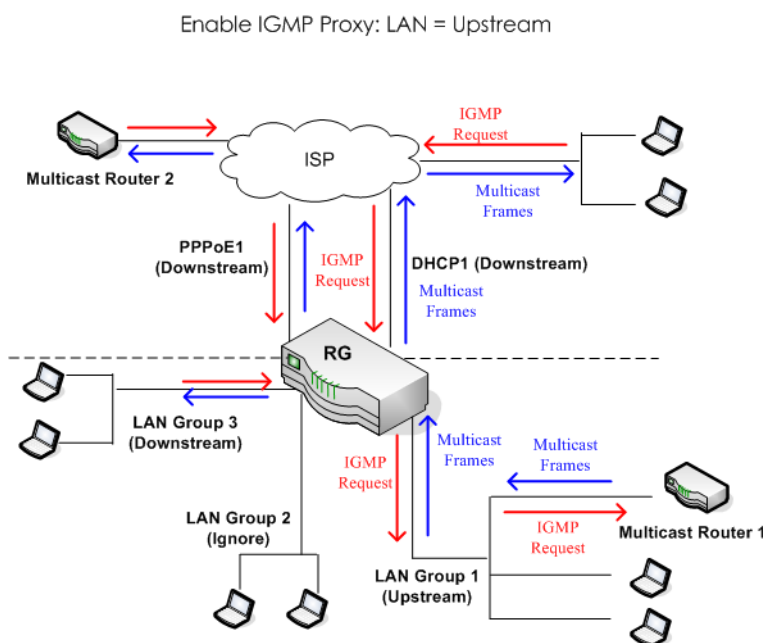 Enable IGMP Proxy: LAN = Upstream
IGMP
Request
ISP
Multicast Router 2
Multicast
Frames
PPPoE1
(Downstream)
IGMP
Request
DHCP1 (Downstream)
Multicast
Frames
RG
LAN Group 3
(Downstream)
Multicast
Frames
Multicast
Frames
IGMP
Request
LAN Group 2
(Ignore)
IGMP
Request
Multicast Router 1
LAN Group 1
(Upstream)